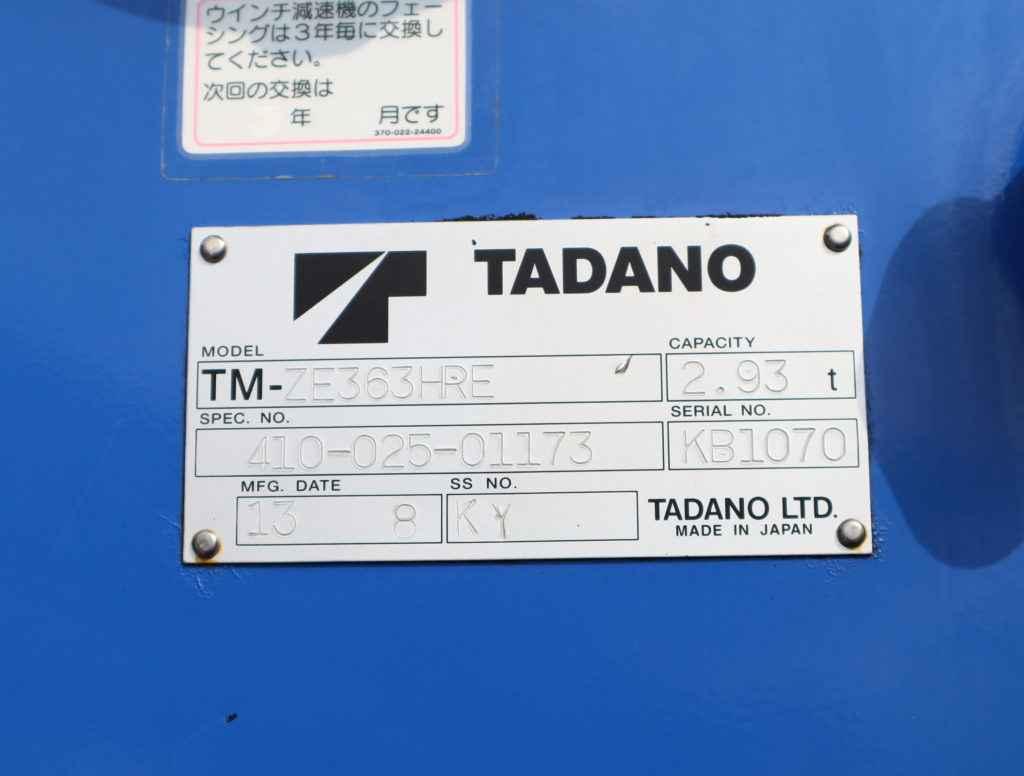 ウインチ減速機のフェー
シングは3年毎に交換し
てください。
次回の交換は
年 月です
370-022-24400
TADANO
MODEL
TM-ZE363HRE
CAPACITY
2.93 t
SPEC. NO.
410-025-01173
SERIAL NO.
KB1070
MFG. DATE
13 8
SS NO.
KY
TADANO LTD.
MADE IN JAPAN